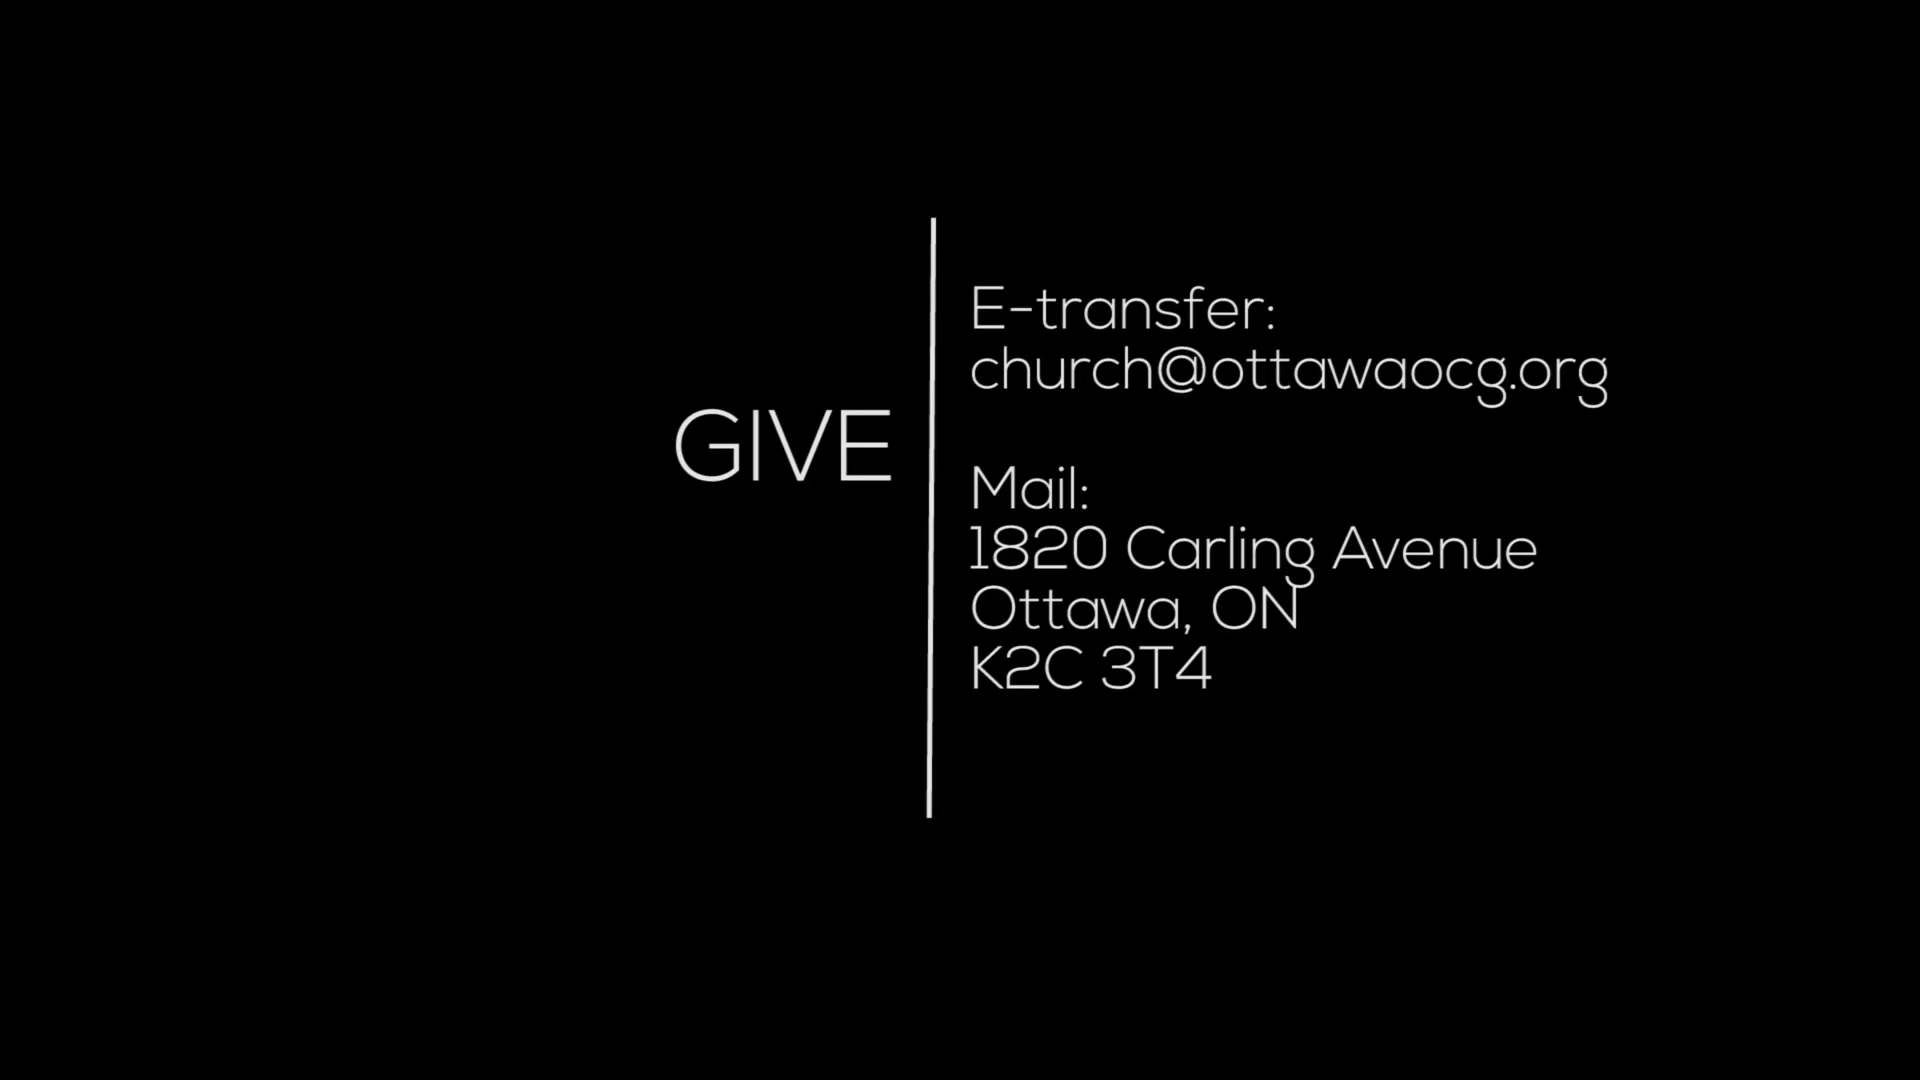 GIVE
E-transfer:
church@ottawaocg.org
Mail:
1820 Carling Avenue
Ottawa, ON
K2C 3T4